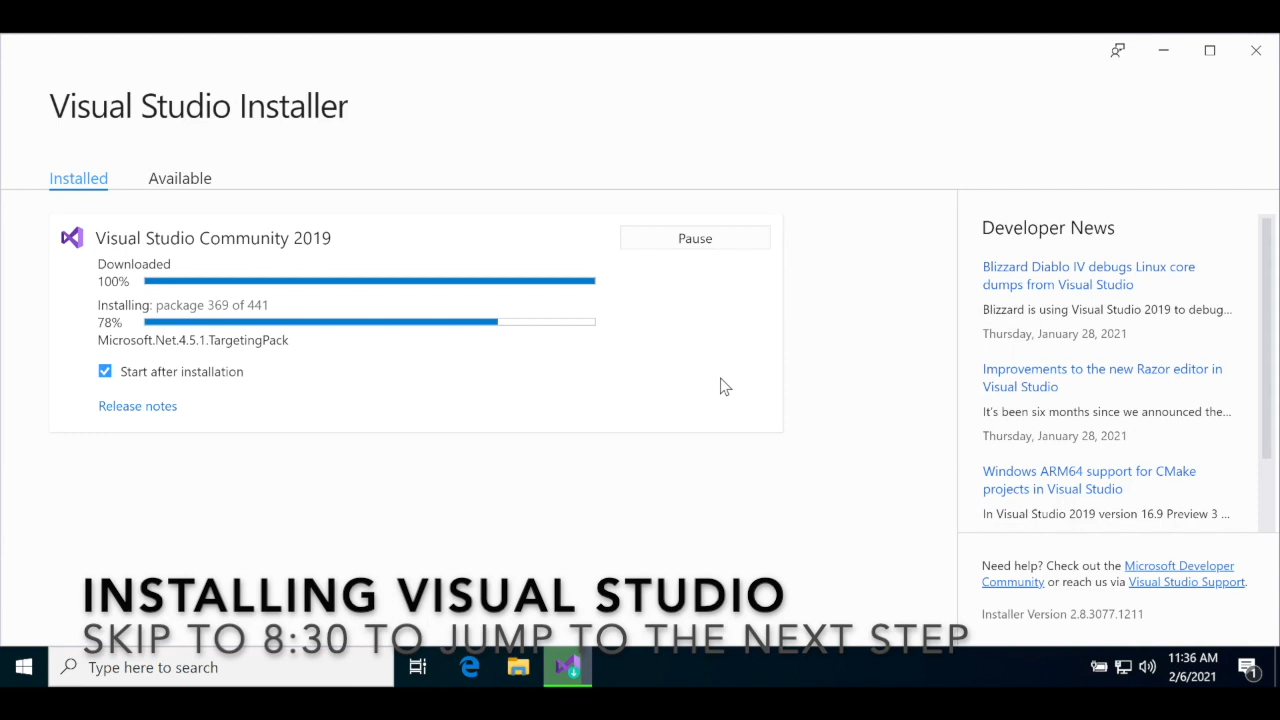 Visual Studio Installer
Installed
Available
Visual Studio Community 2019
Pause
Downloaded
100%
Installing: package 369 of 441
78%
Microsoft.Net.4.5.1.TargetingPack
Start after installation
Release notes
Developer News
Blizzard Diablo IV debugs Linux core
dumps from Visual Studio
Blizzard is using Visual Studio 2019 to debug...
Thursday, January 28, 2021
Improvements to the new Razor editor in
Visual Studio
It's been six months since we announced the...
Thursday, January 28, 2021
Windows ARM64 support for CMake
projects in Visual Studio
In Visual Studio 2019 version 16.9 Preview 3 ...
Need help? Check out the Microsoft Developer
Community or reach us via Visual Studio Support.
Installer Version 2.8.3077.1211
INSTALLING VISUAL STUDIO
SKIP TO 8:30 TO JUMP TO THE NEXT STEP
Type here to search
11:36 AM
2/6/2021
1